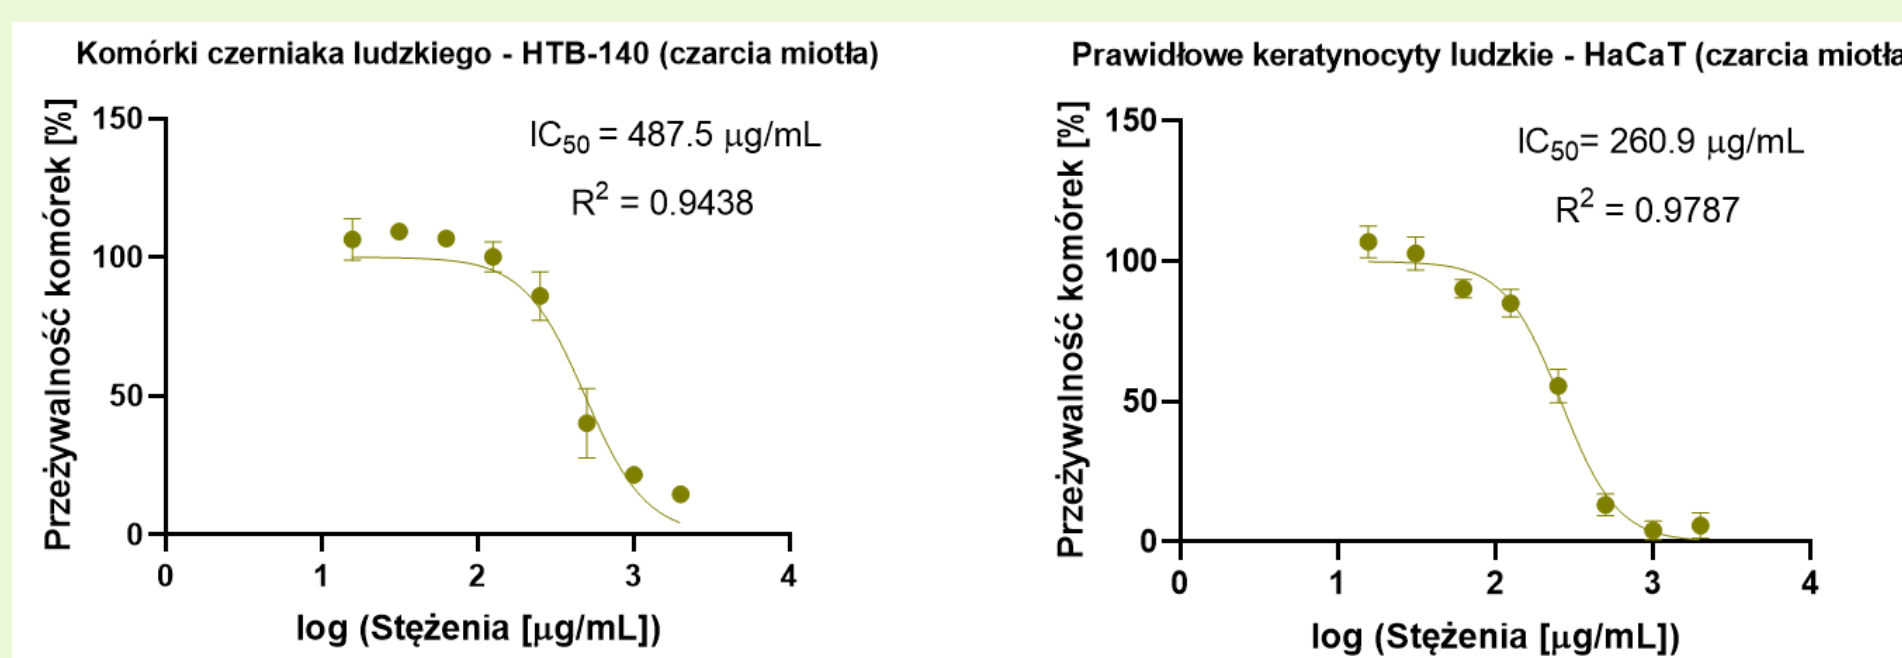 Komórki czerniaka ludzkiego - HTB-140 (czarcia miotła)
IC50 = 487.5 μg/mL
R2 = 0.9438
Przeżywalność komórek [%]
150
100
50
0
0 1 2 3 4
log (Stężenia [μg/mL])
Prawidłowe keratynocyty ludzkie - HaCaT (czarcia miotła
IC50= 260.9 μg/mL
R2 = 0.9787
Przeżywalność komórek [%]
150
100
50
0
0 1 2 3 4
log (Stężenia [μg/mL])